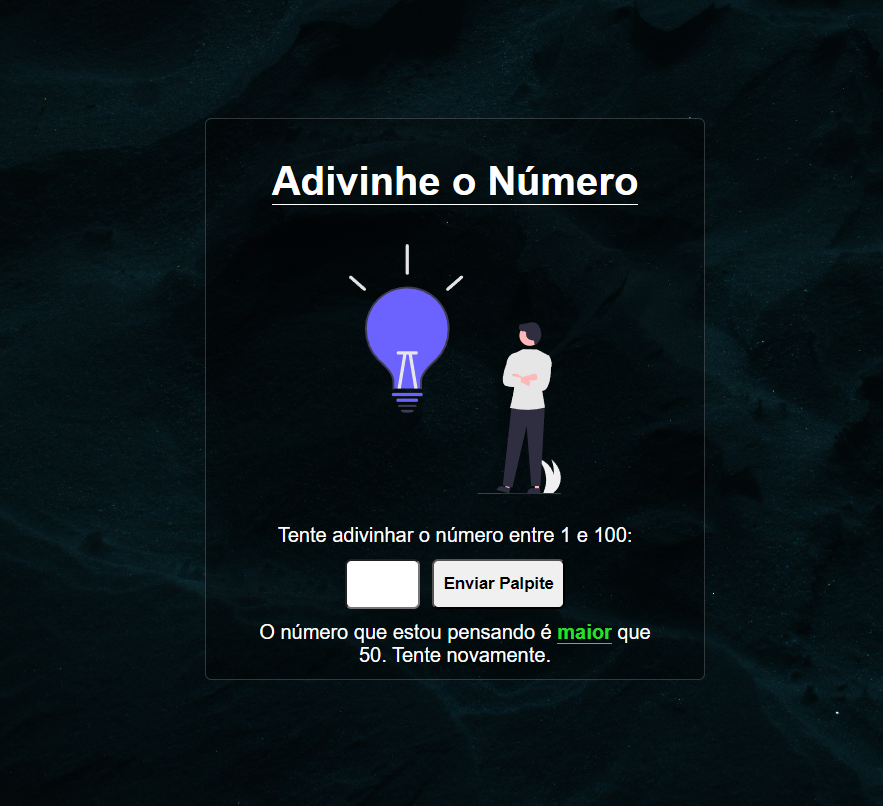 Adivinhe o Número
Tente adivinhar o número entre 1 e 100:
Enviar Palpite
O número que estou pensando é maior que
50. Tente novamente.